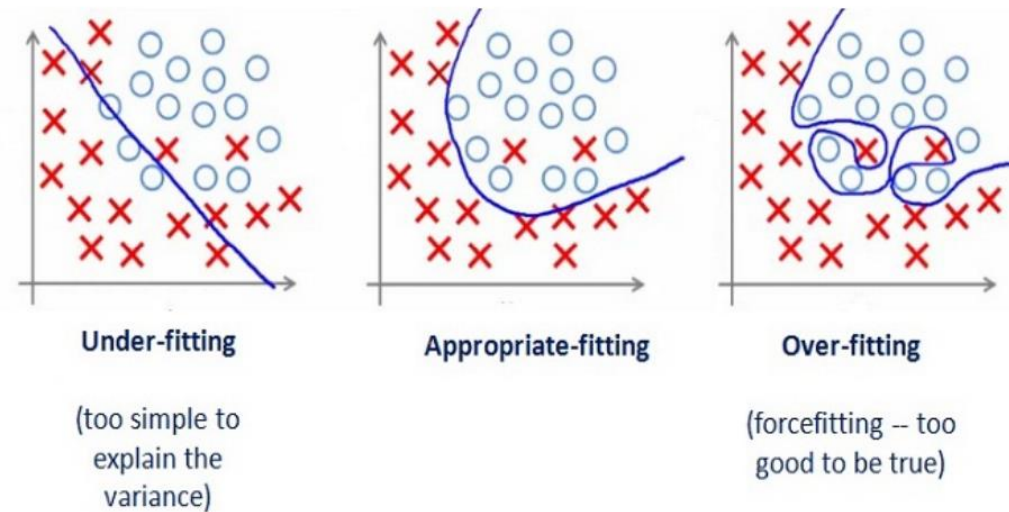 Under-fitting
Appropriate-fitting
Over-fitting
(too simple to
explain the
variance)
(forcefitting -- too
good to be true)